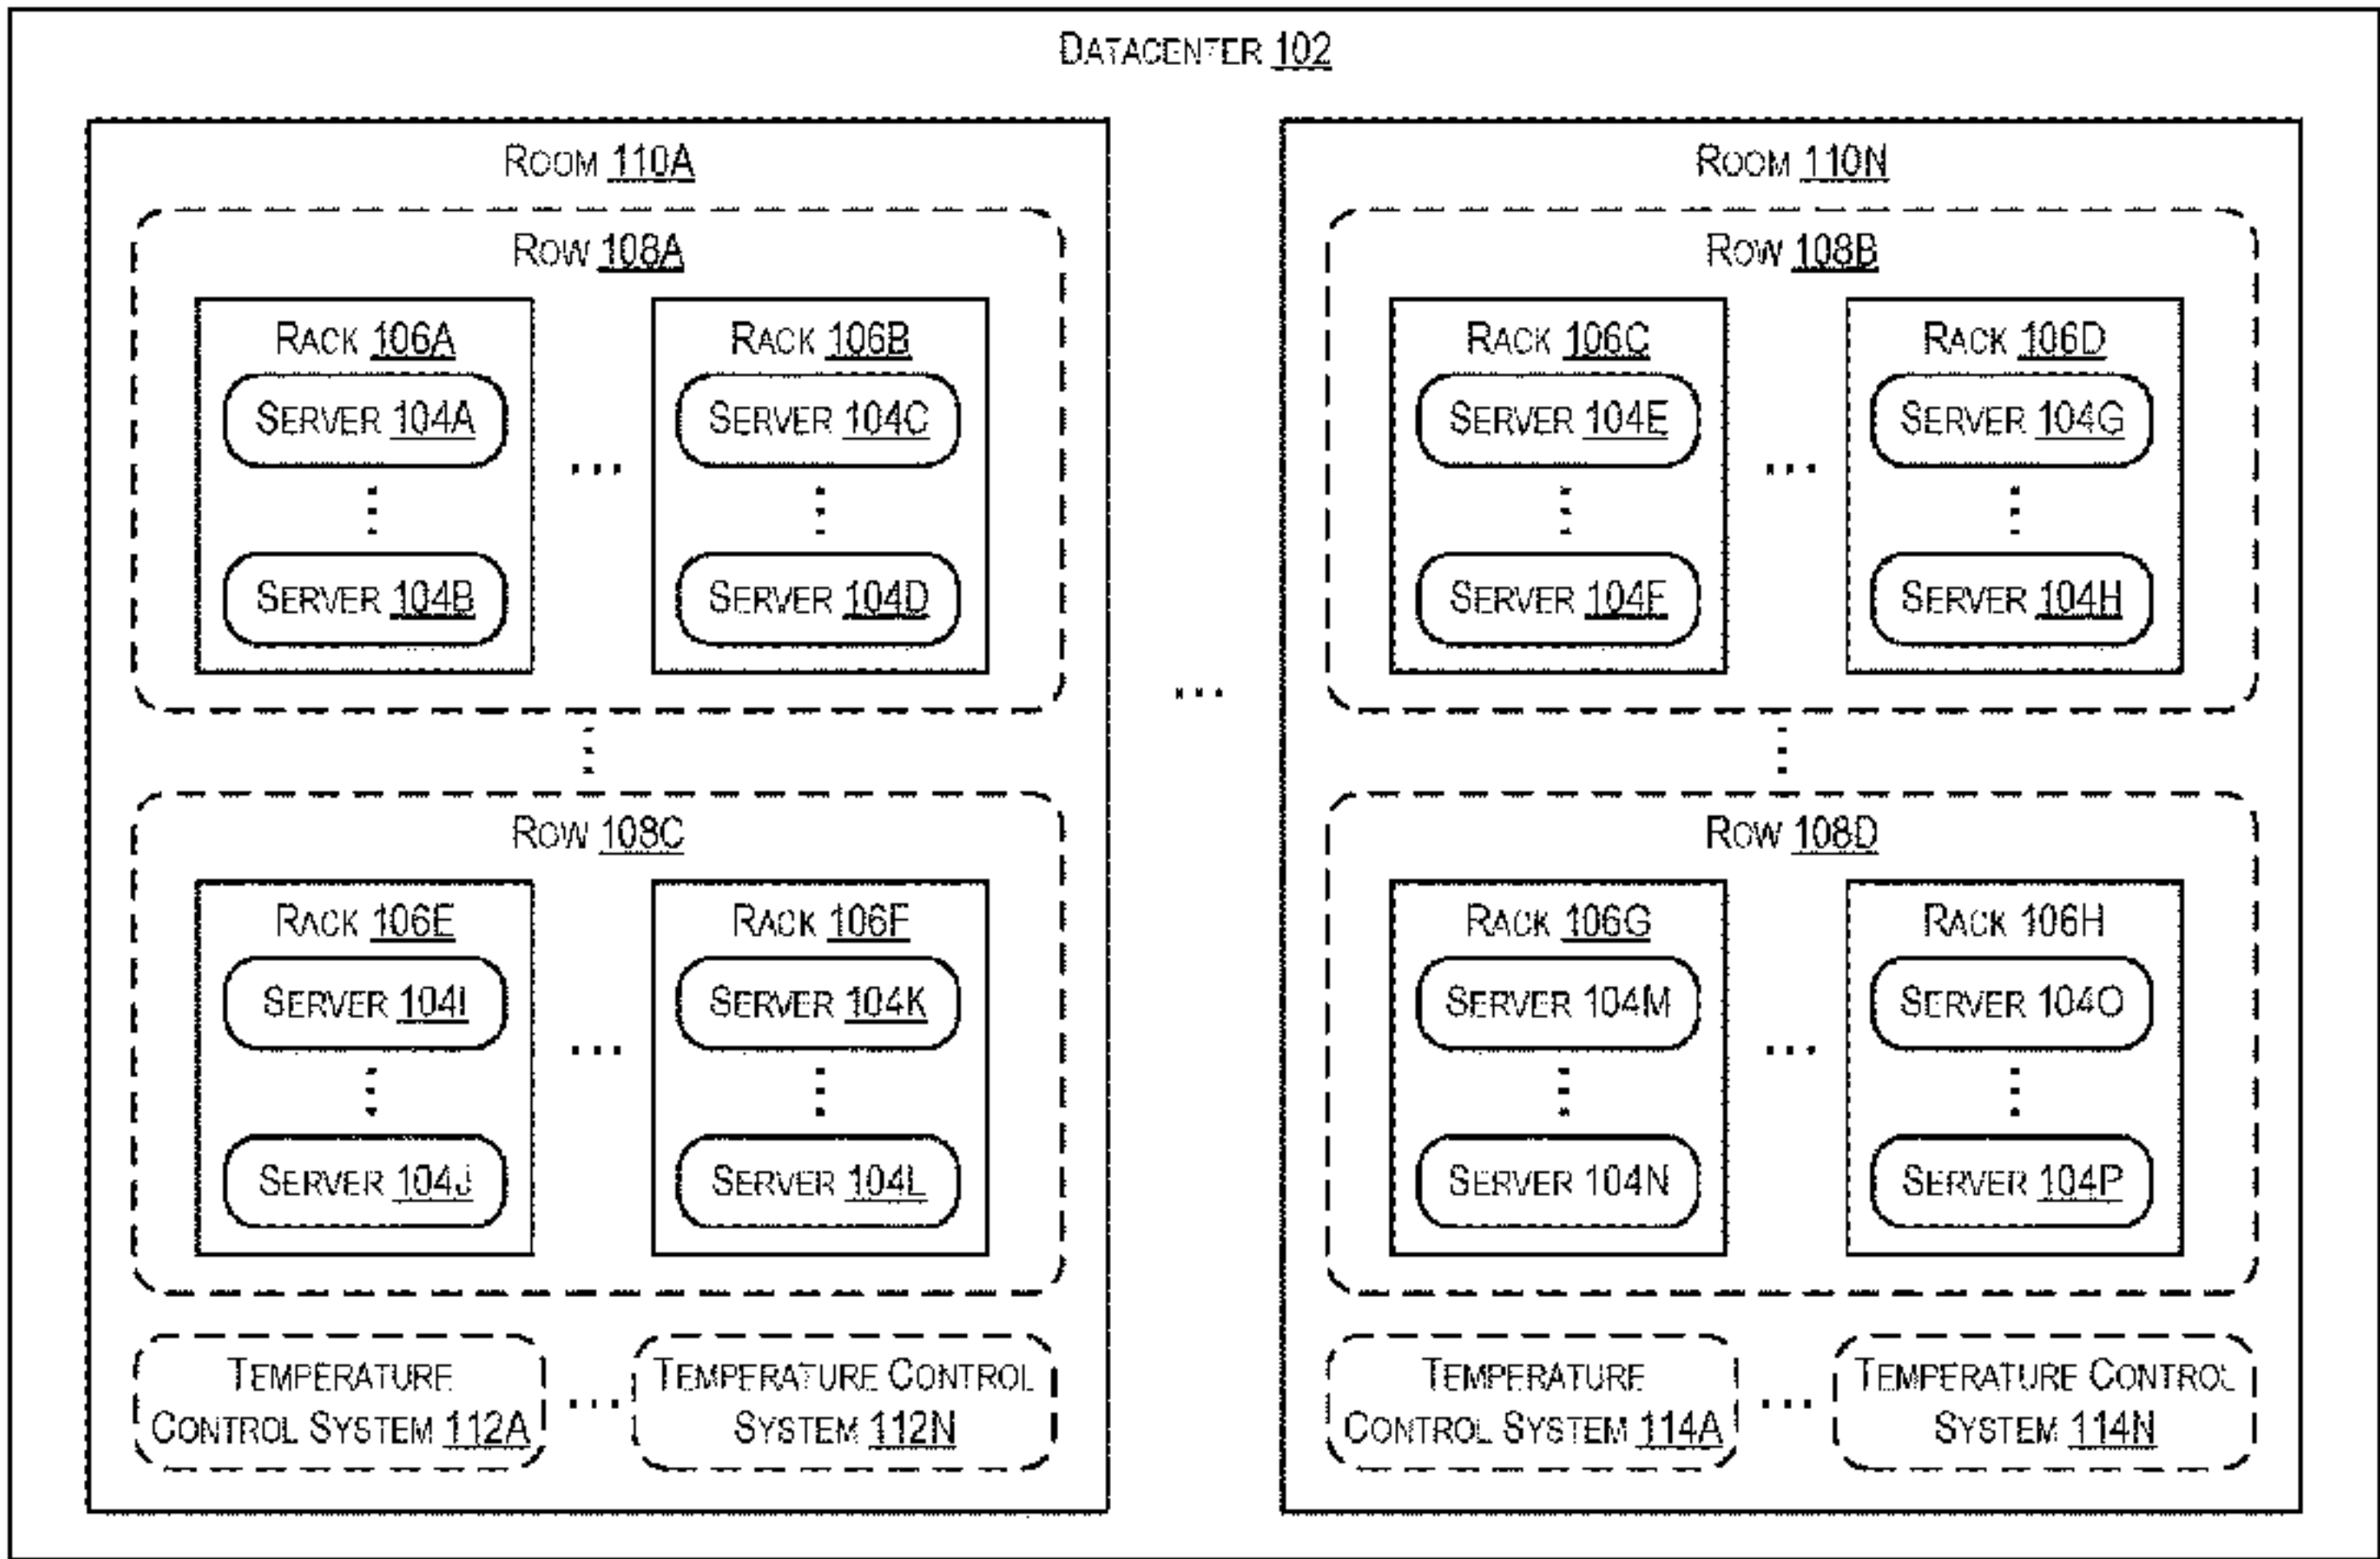 DATACENTER 102
ROOM 110A
ROW 108A
RACK 106A
SERVER 104A
SERVER 104B
RACK 106B
SERVER 104C
SERVER 104D
ROW 108C
RACK 106E
SERVER 104I
SERVER 104J
RACK 106F
SERVER 104K
SERVER 104L
TEMPERATURE
CONTROL SYSTEM 112A
...
TEMPERATURE CONTROL
SYSTEM 112N
...
ROOM 110N
ROW 108B
RACK 106C
SERVER 104E
SERVER 104F
RACK 106D
SERVER 104G
SERVER 104H
ROW 108D
RACK 106G
SERVER 104M
SERVER 104N
RACK 106H
SERVER 104O
SERVER 104P
TEMPERATURE
CONTROL SYSTEM 114A
...
TEMPERATURE CONTROL
SYSTEM 114N